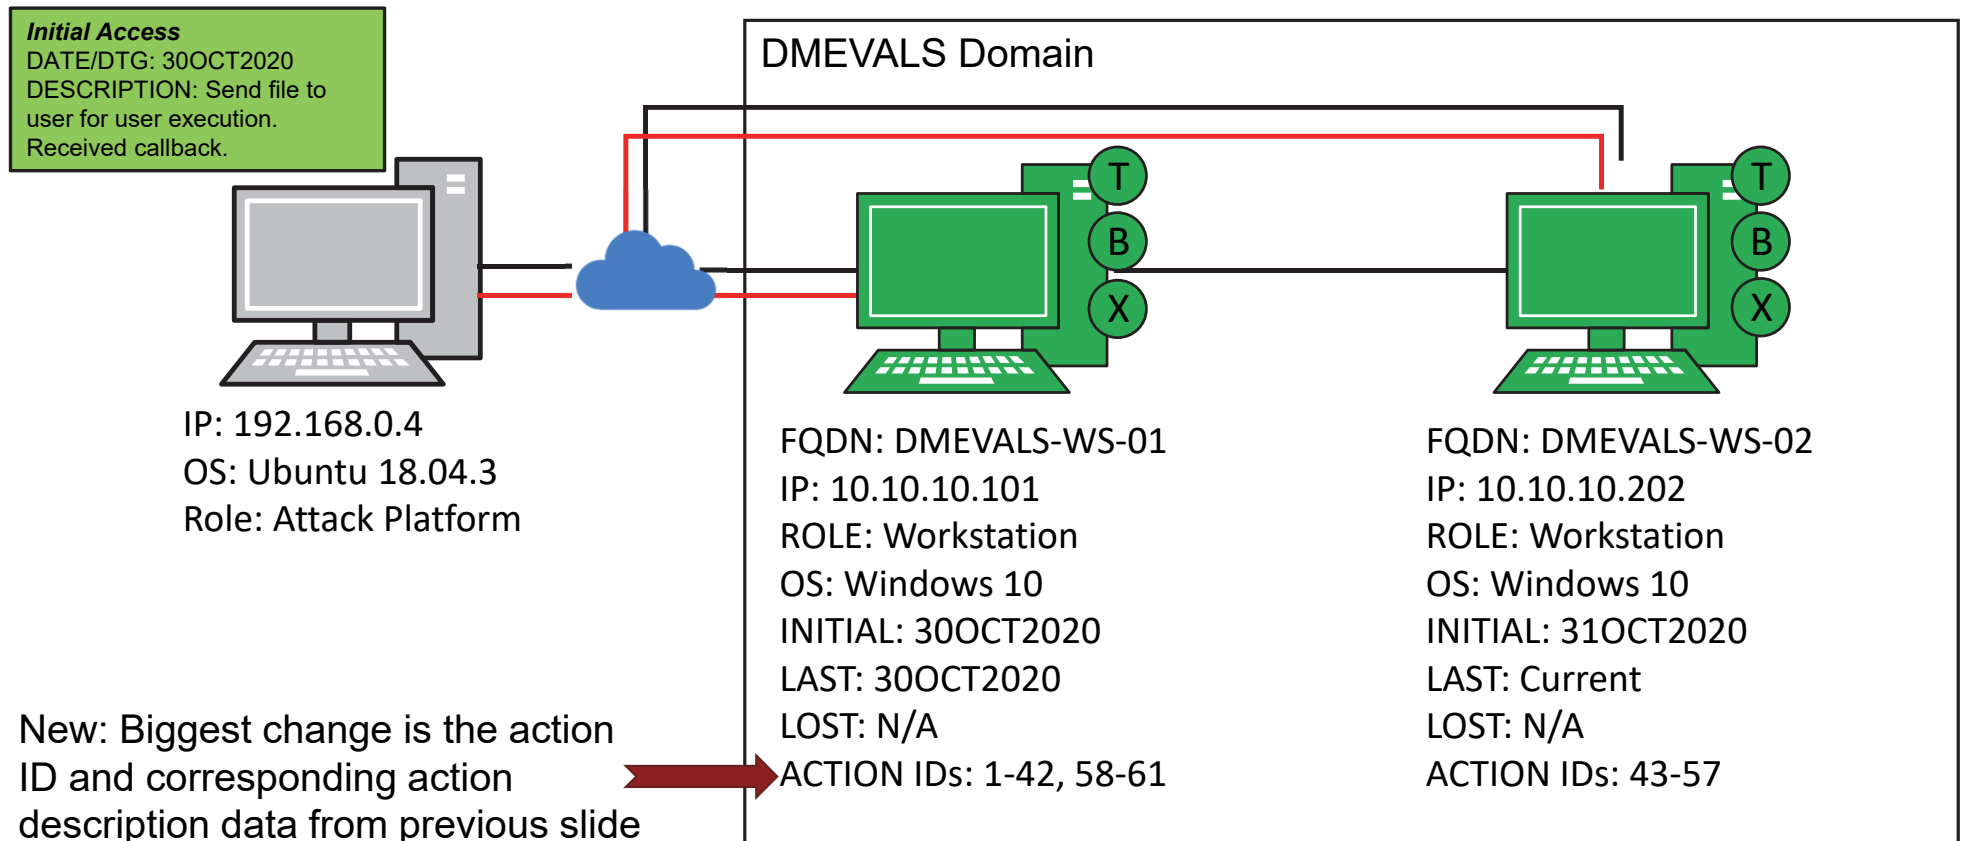 Initial Access
DATE/DTG: 30OCT2020
DESCRIPTION: Send file to
user for user execution.
Received callback.
DMEVALS Domain
T
B
X
T
B
X
IP: 192.168.0.4
OS: Ubuntu 18.04.3
Role: Attack Platform
FQDN: DMEVALS-WS-01
IP: 10.10.10.101
ROLE: Workstation
OS: Windows 10
INITIAL: 30OCT2020
LAST: 30OCT2020
LOST: N/A
ACTION IDs: 1-42, 58-61
FQDN: DMEVALS-WS-02
IP: 10.10.10.202
ROLE: Workstation
OS: Windows 10
INITIAL: 31OCT2020
LAST: Current
LOST: N/A
ACTION IDs: 43-57
New: Biggest change is the action
ID and corresponding action
description data from previous slide